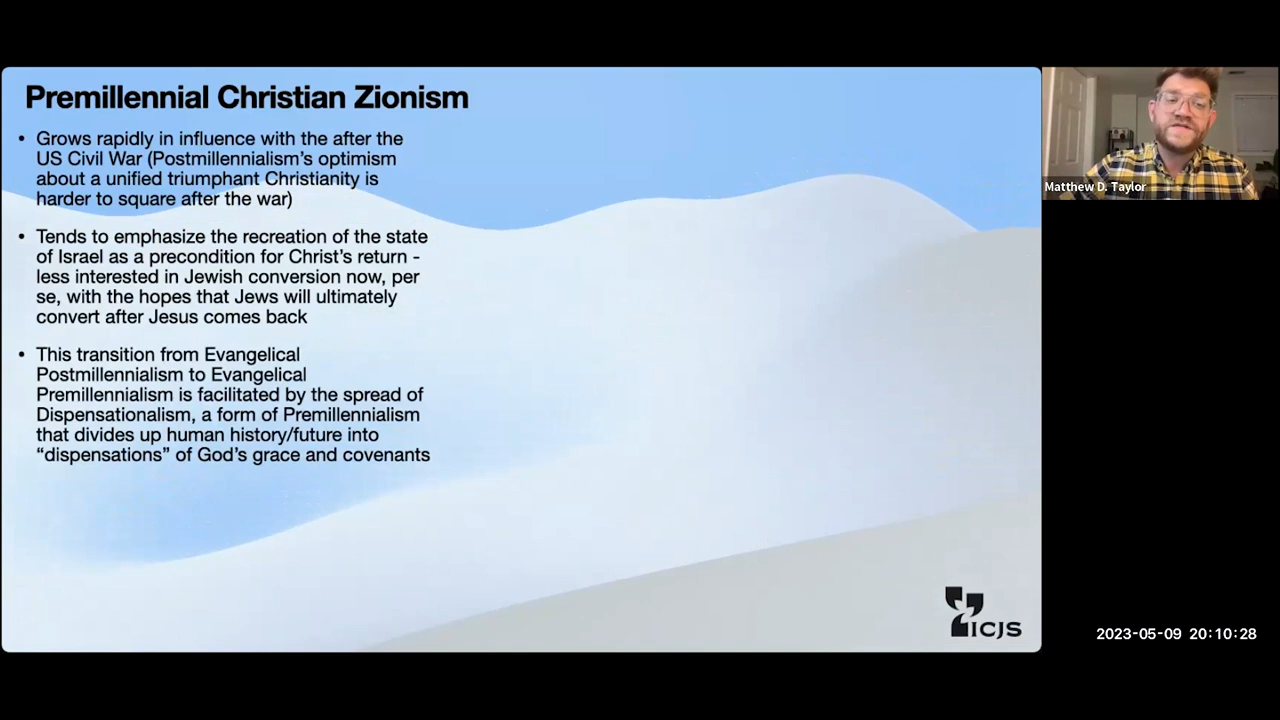 Premillennial Christian Zionism
• Grows rapidly in influence with the after the
US Civil War (Postmillennialism's optimism
about a unified triumphant Christianity is
harder to square after the war)
• Tends to emphasize the recreation of the state
of Israel as a precondition for Christ's return -
less interested in Jewish conversion now, per
se, with the hopes that Jews will ultimately
convert after Jesus comes back
• This transition from Evangelical
Postmillennialism to Evangelical
Premillennialism is facilitated by the spread of
Dispensationalism, a form of Premillennialism
that divides up human history/future into
“dispensations” of God's grace and covenants
ICJS
Matthew D. Taylor
2023-05-09 20:10:28